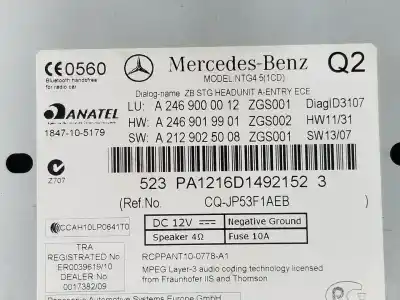 CE0560
Bluetooth handsfree
for radio car
Mercedes-Benz
Q2
MODEL:NTG4.5(1CD)
Dialog-name ZB STG HEADUNIT A-ENTRY ECE
LU: A 246 900 00 12 ZGS001 DiagID3107
HW: A 246 901 99 01 ZGS002 HW11/31
SW: A 212 902 55 08 ZGS001 SW13/07
ANATEL
1847-10-5179
Z707
523 PA1216D1492152 3
(Ref.No. CQ-JP53F1AEB )
CCAH10LP0641T0
DC 12V Negative Ground
Speaker 4Ω Fuse 10A
TRA
REGISTERED No
ER0039619/10
DEALER No
0017382/09
RCPPANT10-0778-A1
MPEG Layer-3 audio coding technology licensed
from Fraunhofer IIS and Thomson
Panasonic Automotive Systems Europe GmbH